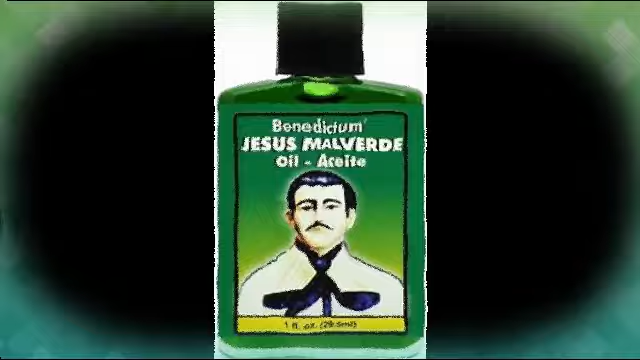 Benedictum'
JESUS MALVERDE
Oil - Aceite
1 fl. oz. (29.5ml)